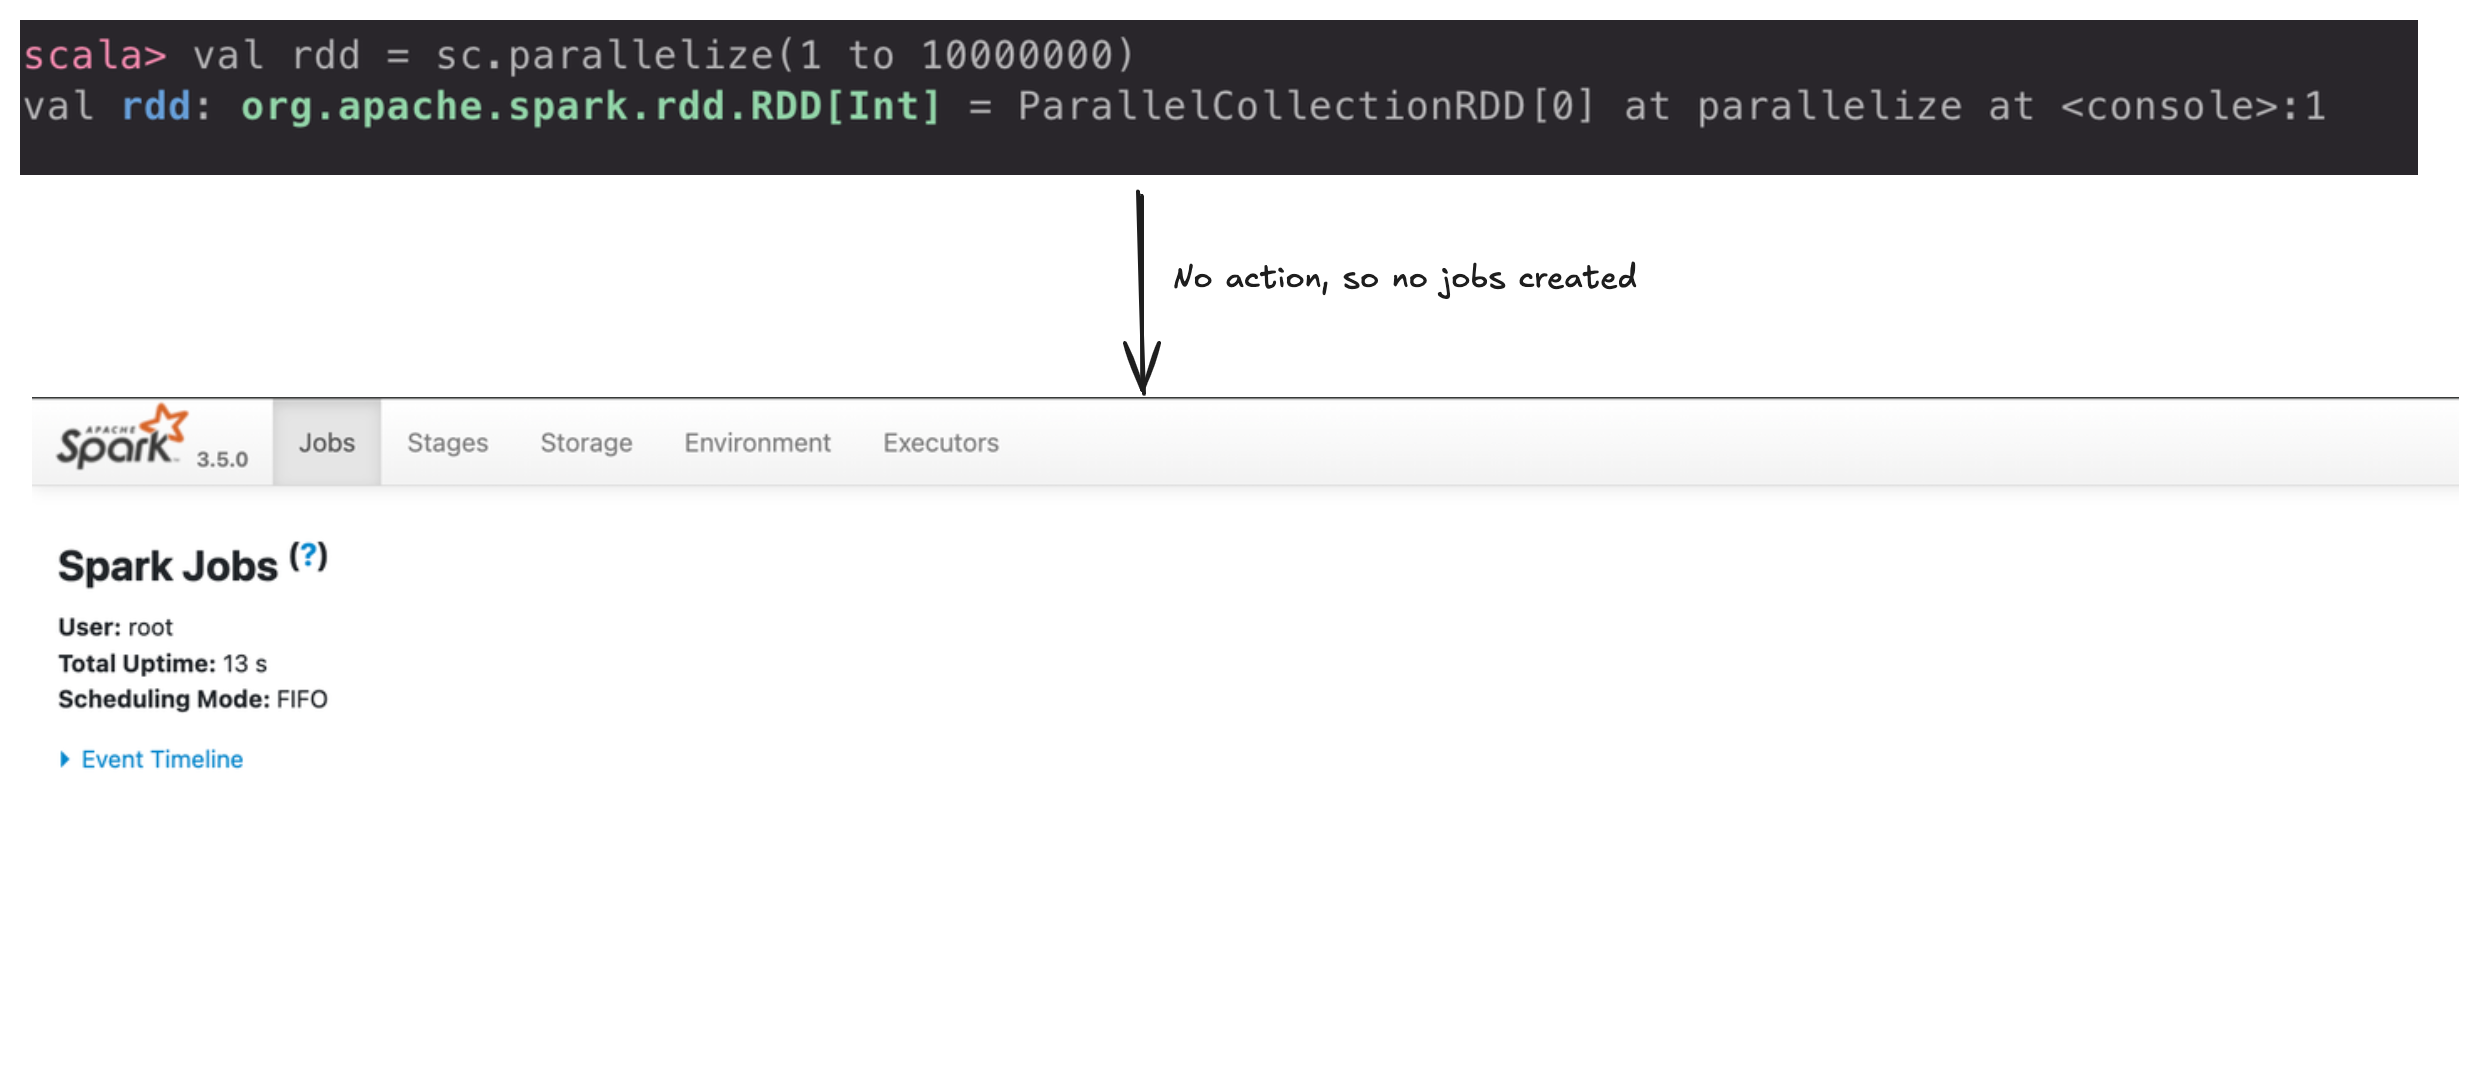 scala> val rdd = sc.parallelize(1 to 10000000)
val rdd: org.apache.spark.rdd.RDD[Int] = ParallelCollectionRDD[0] at parallelize at <console>:1
No action, so no jobs created
APACHE Spark™ 3.5.0 Jobs Stages Storage Environment Executors
Spark Jobs (?)
User: root
Total Uptime: 13 s
Scheduling Mode: FIFO
Event Timeline